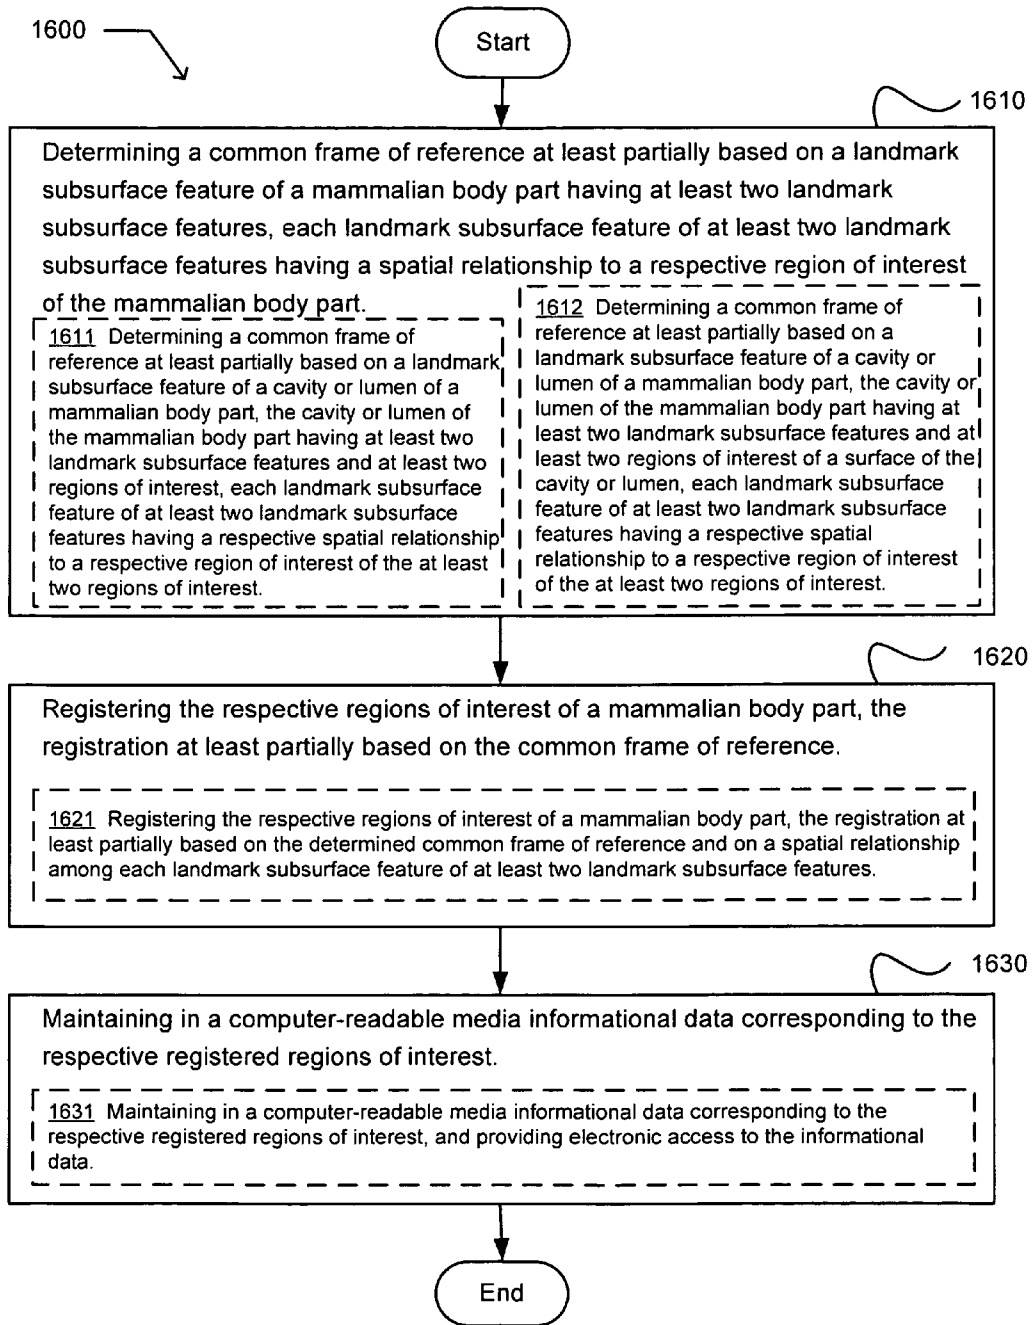 1600
Start
1610
Determining a common frame of reference at least partially based on a landmark
subsurface feature of a mammalian body part having at least two landmark
subsurface features, each landmark subsurface feature of at least two landmark
subsurface features having a spatial relationship to a respective region of interest
of the mammalian body part.
1611 Determining a common frame of
reference at least partially based on a landmark
subsurface feature of a cavity or lumen of a
mammalian body part, the cavity or lumen of
the mammalian body part having at least two
landmark subsurface features and at least two
regions of interest, each landmark subsurface
feature of at least two landmark subsurface
features having a respective spatial relationship
to a respective region of interest of the at least
two regions of interest.
1612 Determining a common frame of
reference at least partially based on a
landmark subsurface feature of a cavity or
lumen of a mammalian body part, the cavity or
lumen of the mammalian body part having at
least two landmark subsurface features and at
least two regions of interest of a surface of the
cavity or lumen, each landmark subsurface
feature of at least two landmark subsurface
features having a respective spatial
relationship to a respective region of interest
of the at least two regions of interest.
1620
Registering the respective regions of interest of a mammalian body part, the
registration at least partially based on the common frame of reference.
1621 Registering the respective regions of interest of a mammalian body part, the registration at
least partially based on the determined common frame of reference and on a spatial relationship
among each landmark subsurface feature of at least two landmark subsurface features.
1630
Maintaining in a computer-readable media informational data corresponding to the
respective registered regions of interest.
1631 Maintaining in a computer-readable media informational data corresponding to the
respective registered regions of interest, and providing electronic access to the informational
data.
End